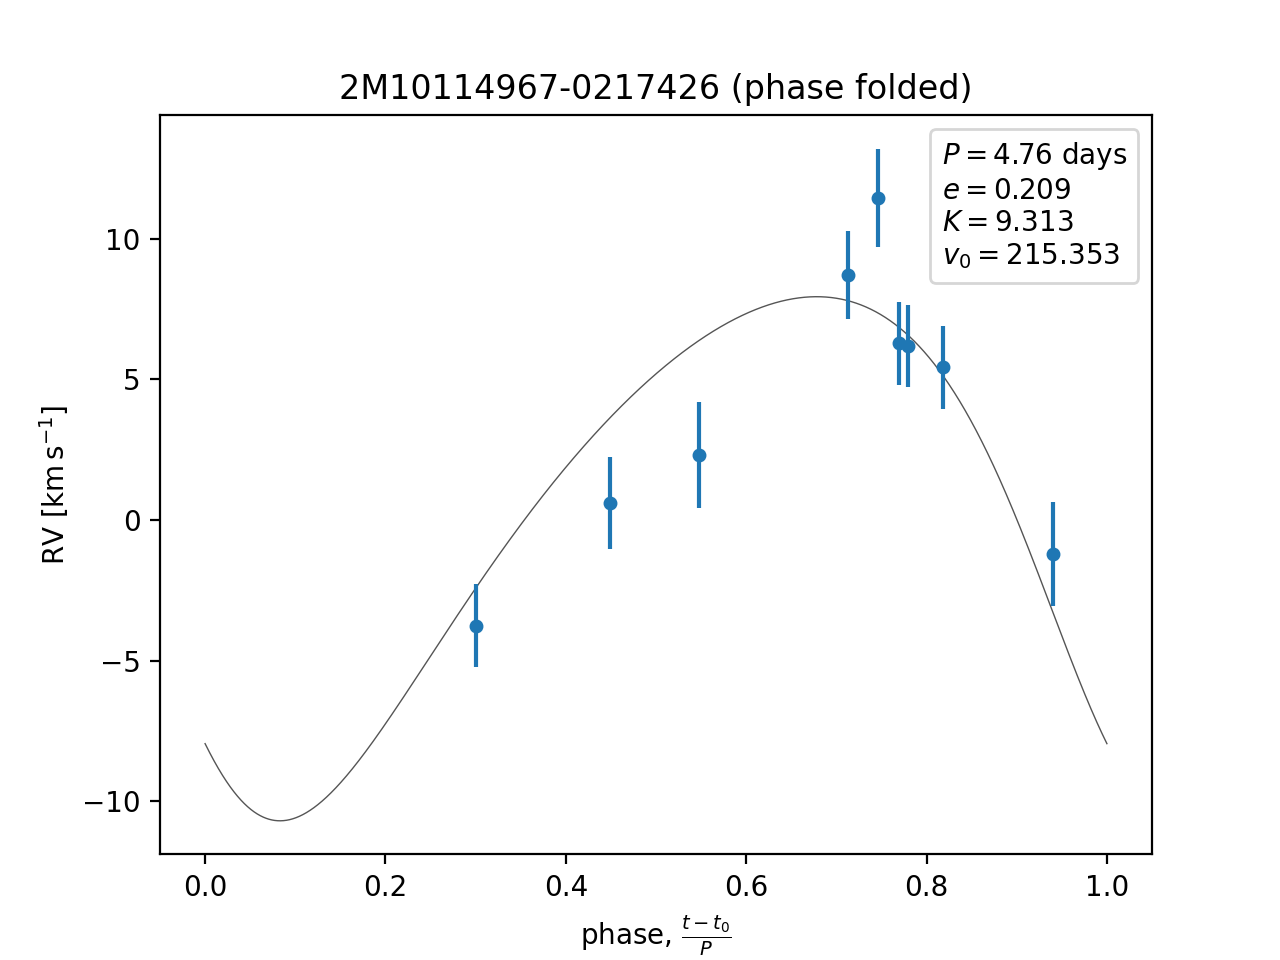 2M10114967-0217426 (phase folded)
P = 4.76 days
e = 0.209
K = 9.313
v₀ = 215.353
RV [km s⁻¹]
10
5
0
−5
−10
0.0 0.2 0.4 0.6 0.8 1.0
phase, (t − t₀)/P